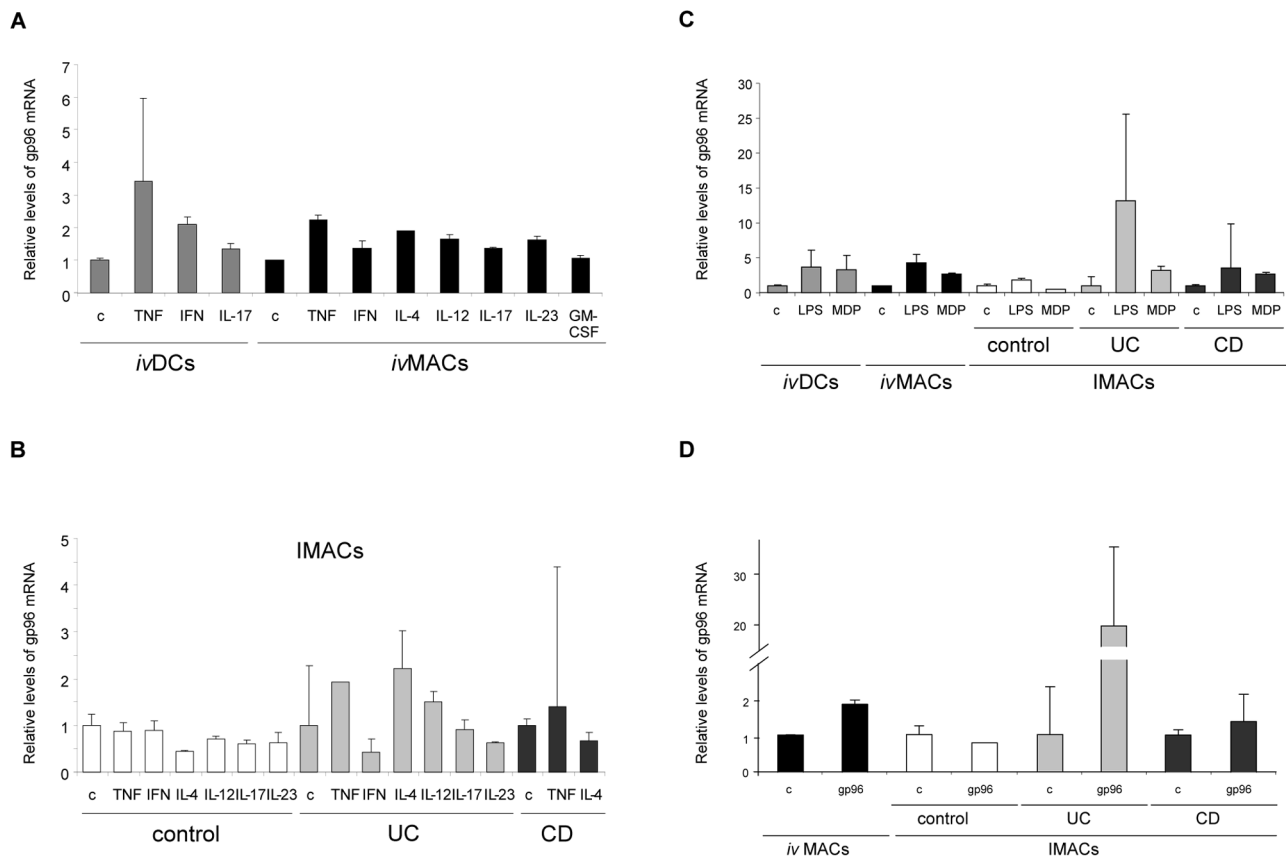 A
Relative levels of gp96 mRNA
7
6
5
4
3
2
1
0
c TNF IFN IL-17 c TNF IFN IL-4 IL-12 IL-17 IL-23 GM-
CSF
ivDCs ivMACs
C
Relative levels of gp96 mRNA
30
25
20
15
10
5
0
c LPS MDP c LPS MDP c LPS MDP c LPS MDP c LPS MDP
control UC CD
ivDCs ivMACs IMACs
B
IMACs
Relative levels of gp96 mRNA
5
4
3
2
1
0
c TNF IFN IL-4 IL-12 IL-17 IL-23 c TNF IFN IL-4 IL-12 IL-17 IL-23 c TNF IL-4
control UC CD
D
Relative levels of gp96 mRNA
30
20
2
1
0
c gp96 c gp96 c gp96 c gp96
control UC CD
iv MACs IMACs